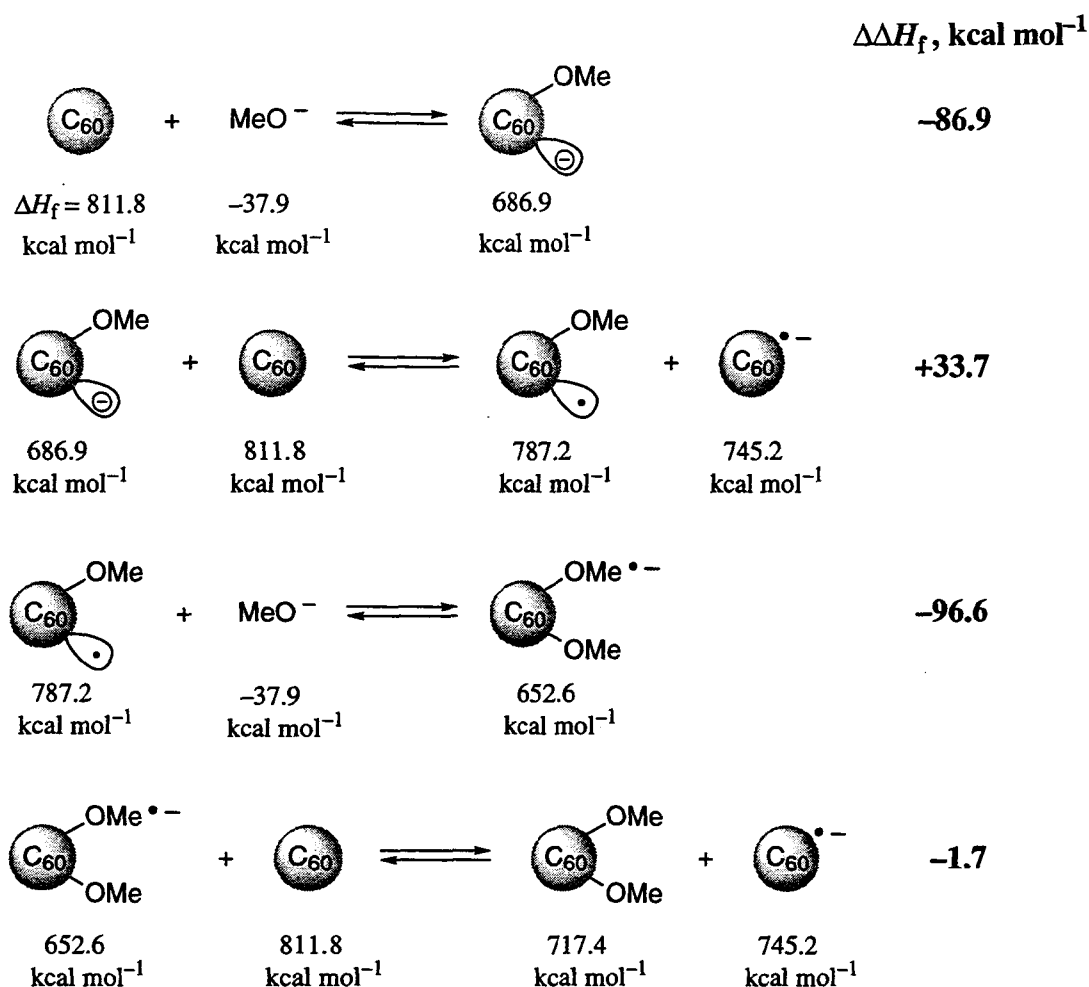 ΔΔHf, kcal mol⁻¹
OMe
C60 + MeO⁻ C60 −86.9
⊖
ΔHf = 811.8 −37.9 686.9
kcal mol⁻¹ kcal mol⁻¹ kcal mol⁻¹
OMe OMe
C60 + C60 C60 + C60 •− +33.7
⊖ •
686.9 811.8 787.2 745.2
kcal mol⁻¹ kcal mol⁻¹ kcal mol⁻¹ kcal mol⁻¹
OMe OMe •−
C60 + MeO⁻ C60 −96.6
• OMe
787.2 −37.9 652.6
kcal mol⁻¹ kcal mol⁻¹ kcal mol⁻¹
OMe •− OMe
C60 + C60 C60 + C60 •− −1.7
OMe OMe
652.6 811.8 717.4 745.2
kcal mol⁻¹ kcal mol⁻¹ kcal mol⁻¹ kcal mol⁻¹